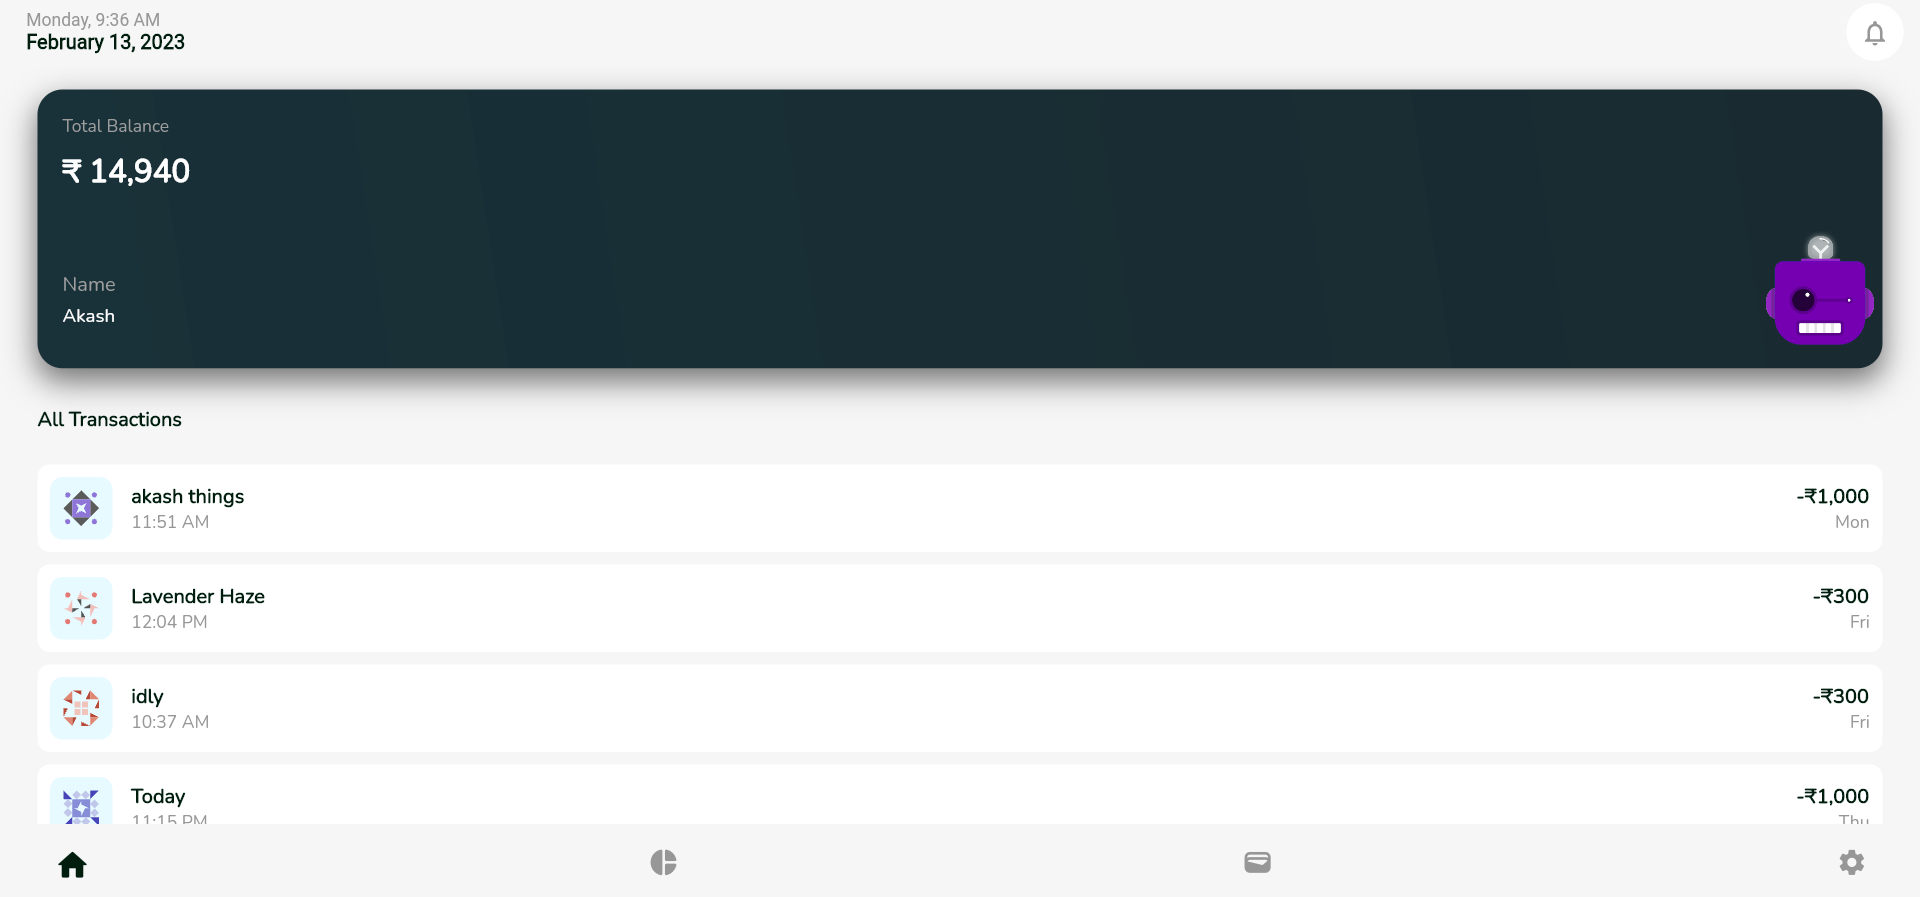 Monday, 9:36 AM
February 13, 2023
Total Balance
₹ 14,940
Name
Akash
All Transactions
akash things
-₹1,000
11:51 AM
Mon
Lavender Haze
-₹300
12:04 PM
Fri
idly
-₹300
10:37 AM
Fri
Today
-₹1,000
11:15 PM
Thu